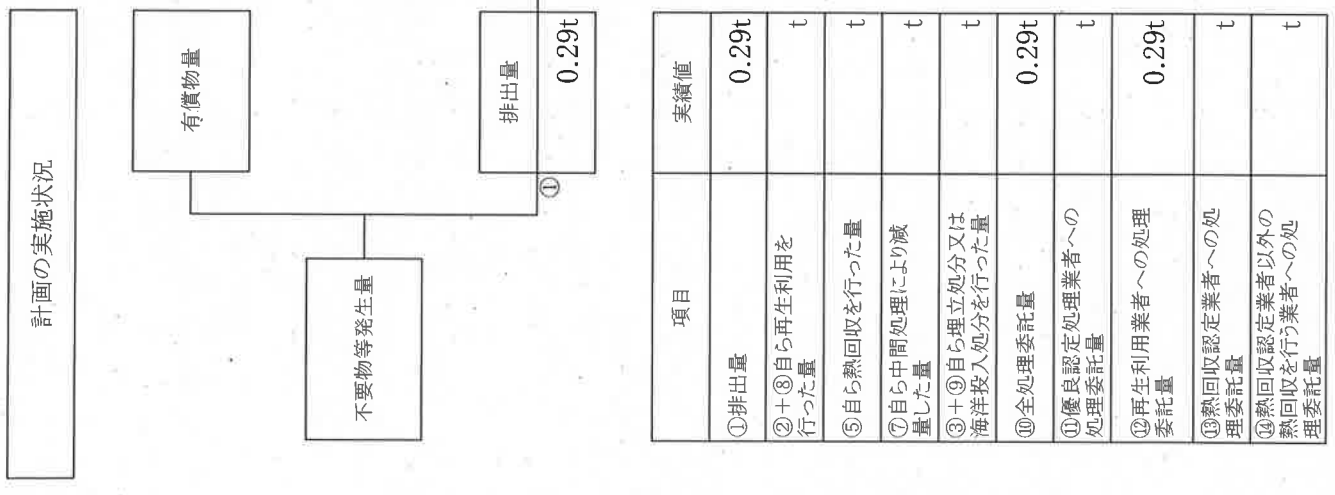 計画の実施状況
有償物量
不要物等発生量
排出量
①
0.29t
項目
実績値
①排出量
0.29t
②+⑧自ら再生利用を
行った量
t
⑤自ら熱回収を行った量
t
⑦自ら中間処理により減
量した量
t
③+⑨自ら埋立処分又は
海洋投入処分を行った量
t
⑩全処理委託量
0.29t
⑪優良認定処理業者への
処理委託量
t
⑫再生利用業者への処理
委託量
0.29t
⑬熱回収認定業者への処
理委託量
t
⑭熱回収認定業者以外の
熱回収を行う業者への処
理委託量
t